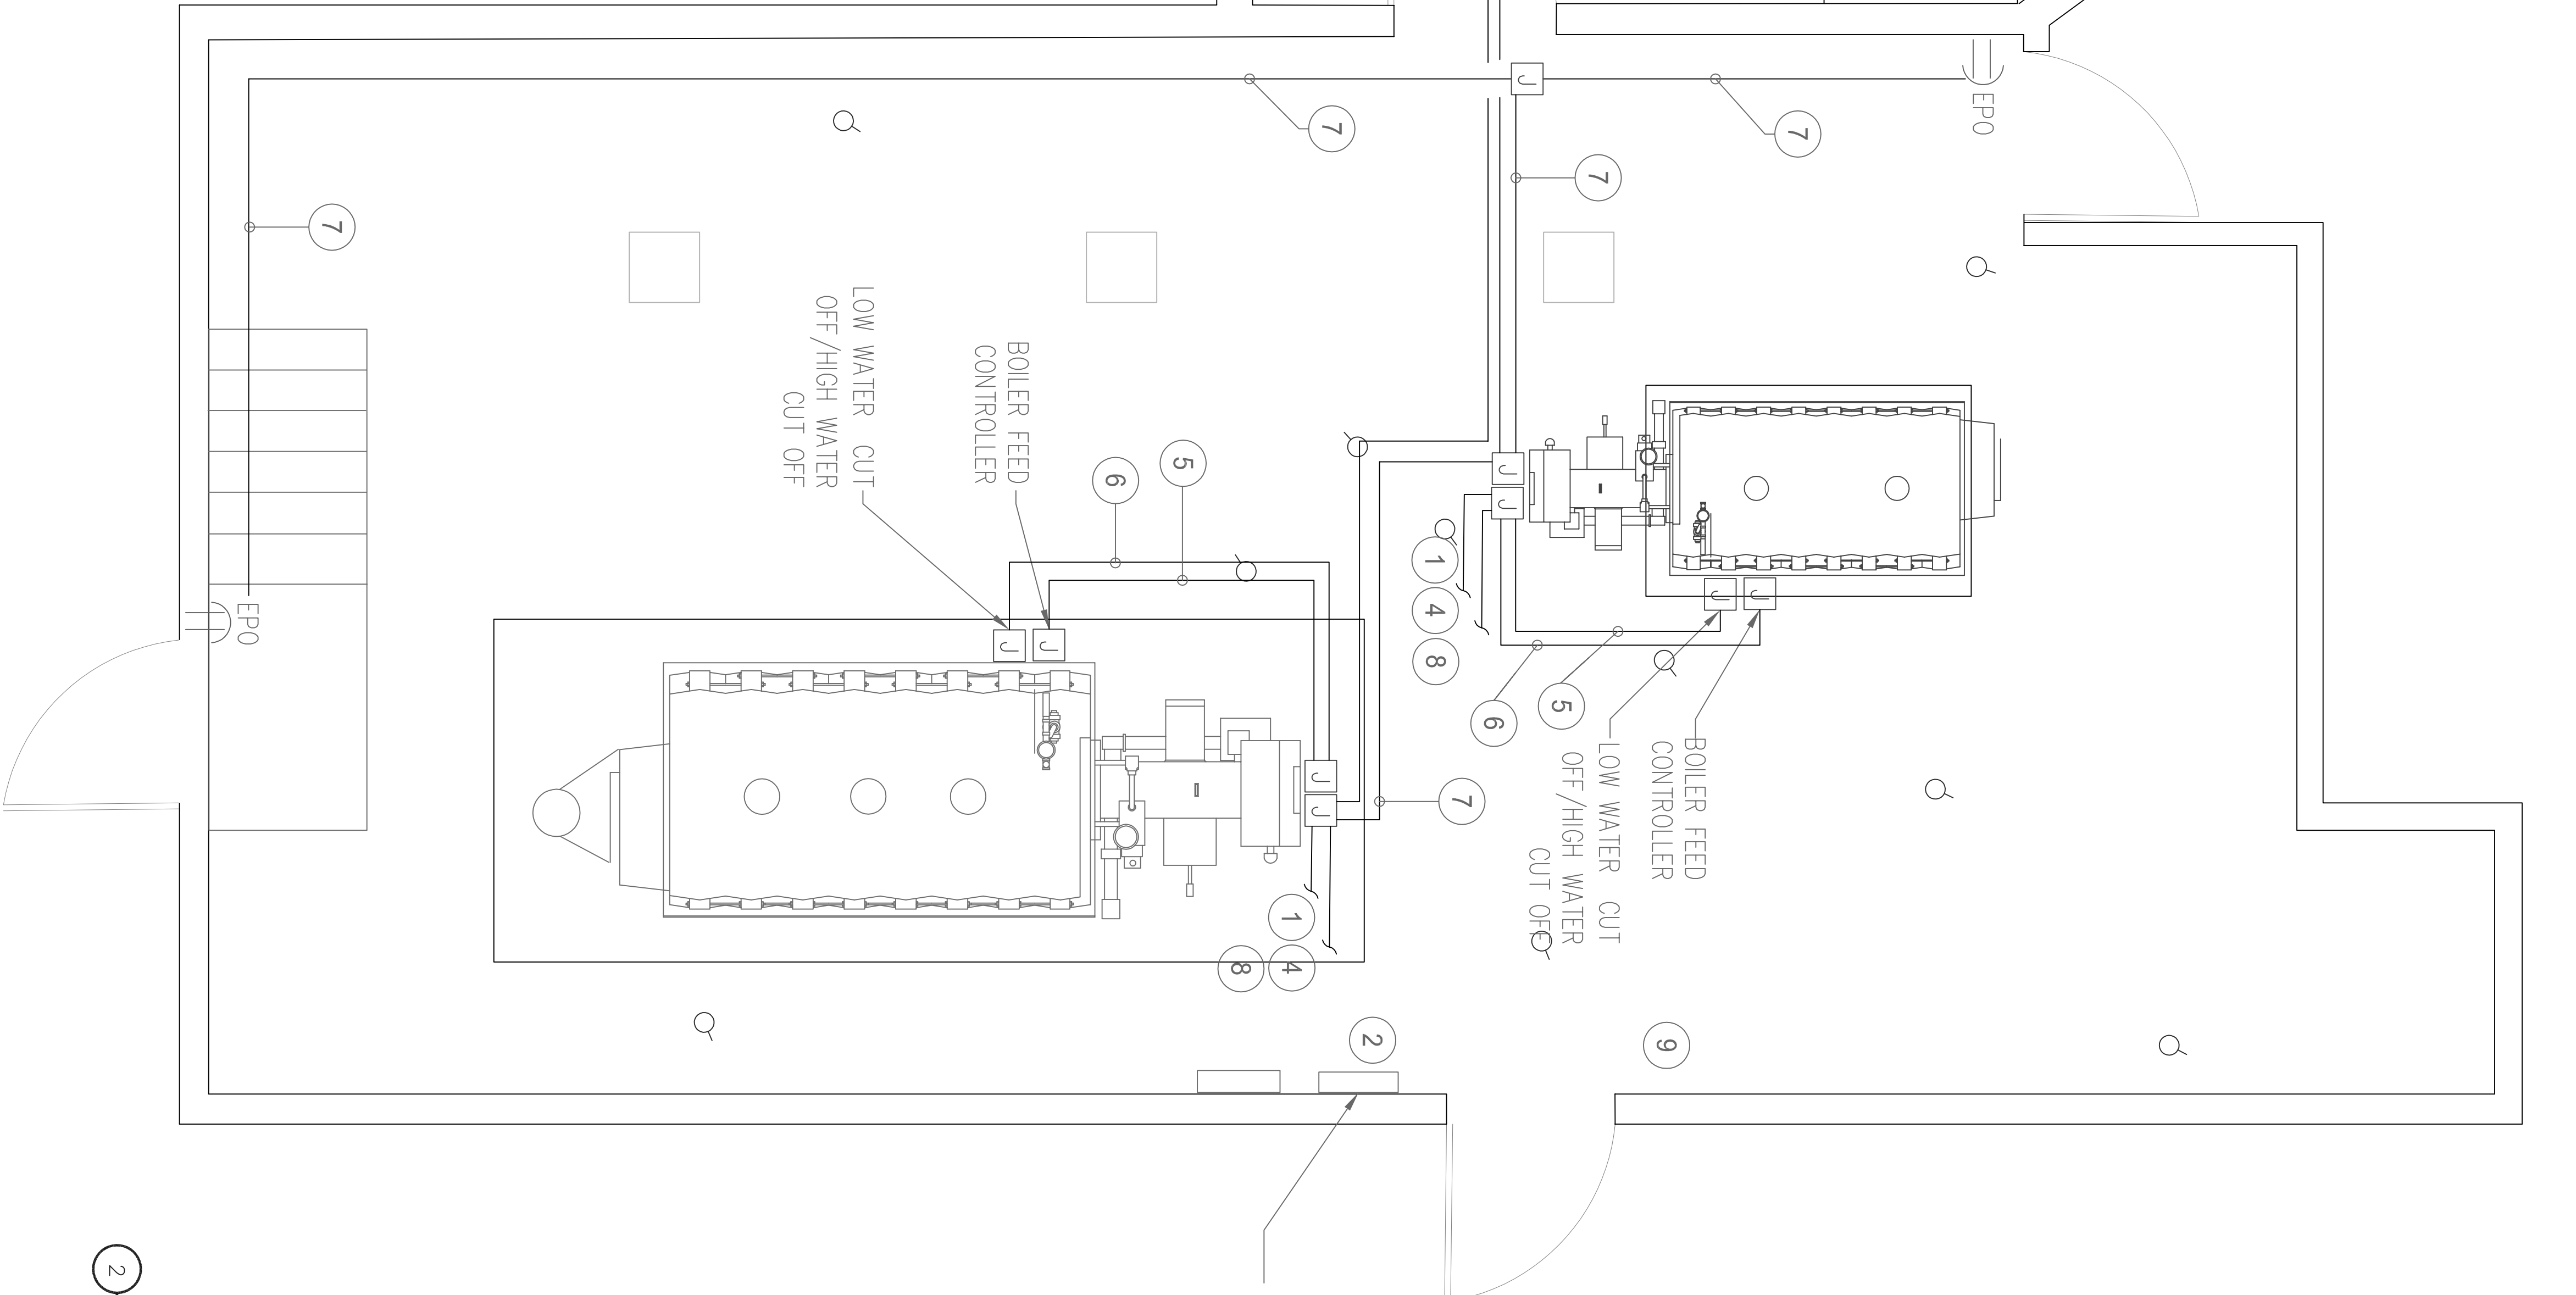 J
7
7
EPO
7
7
LOW WATER CUT
OFF/HIGH WATER
CUT OFF
BOILER FEED
CONTROLLER
6
5
J
J
1
4
8
J
J
5
6
BOILER FEED
CONTROLLER
LOW WATER CUT
OFF/HIGH WATER
CUT OFF
EPO
J
J
J
J
7
1
4
8
2
9
2